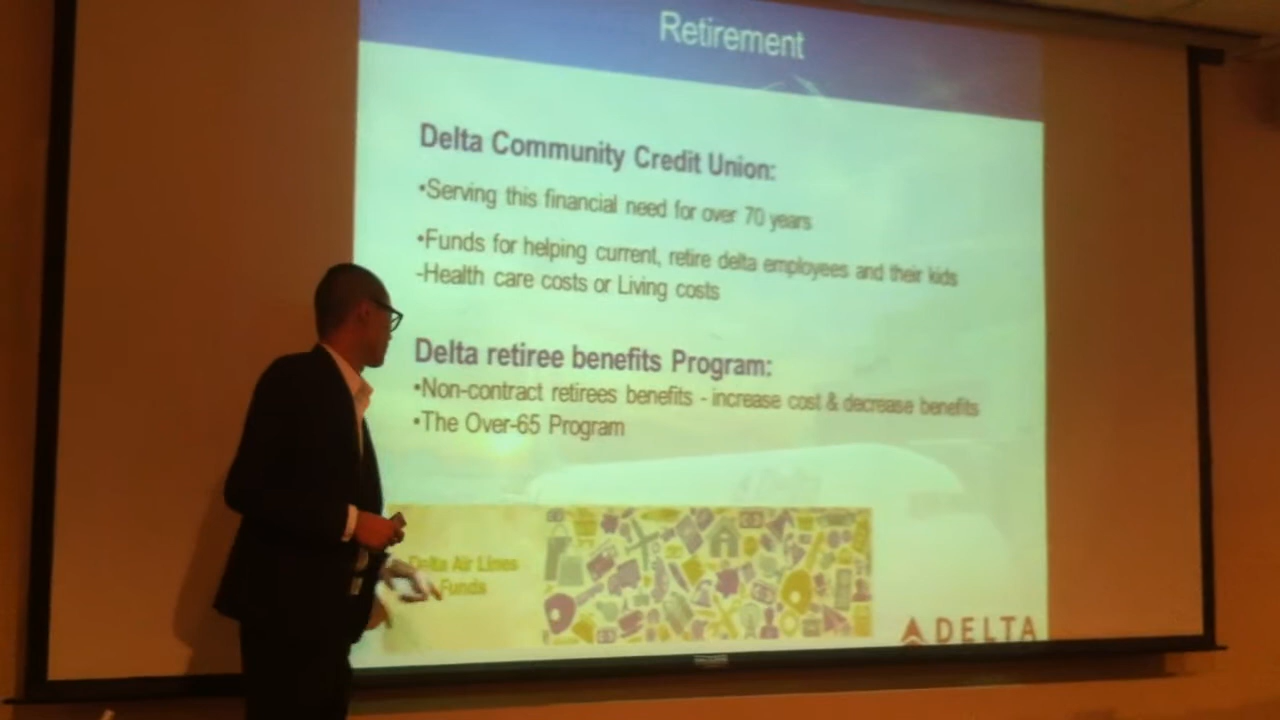 Retirement
Delta Community Credit Union:
•Serving this financial need for over 70 years
•Funds for helping current, retire delta employees and their kids
-Health care costs or Living costs
Delta retiree benefits Program:
•Non-contract retirees benefits - increase cost & decrease benefits
•The Over-65 Program
Delta Air Lines
Funds
DELTA